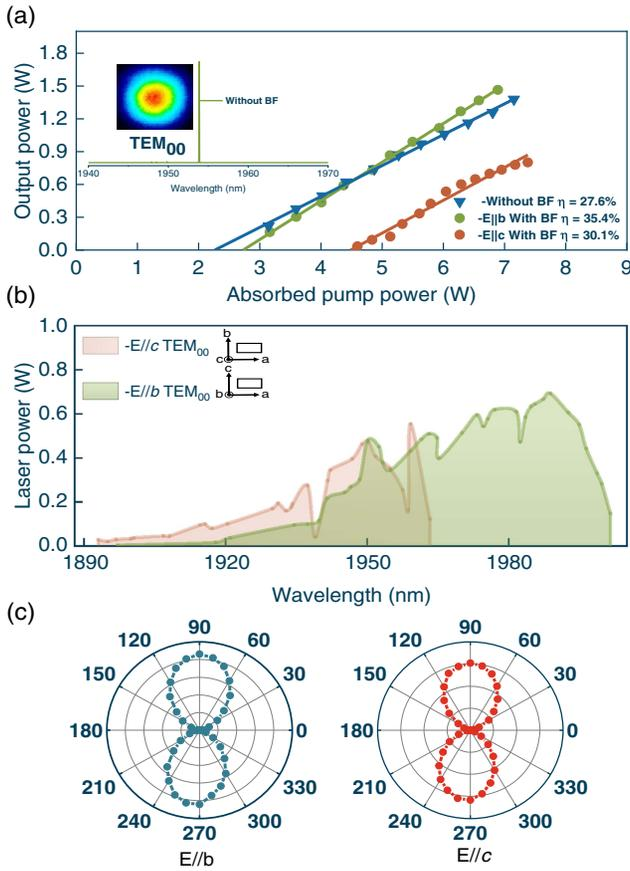 (a)
Output power (W)
1.8
1.5
1.2
0.9
0.6
0.3
0.0
TEM00
Without BF
1940 1950 1960 1970
Wavelength (nm)
-Without BF η = 27.6%
-E||b With BF η = 35.4%
-E||c With BF η = 30.1%
0 1 2 3 4 5 6 7 8 9
Absorbed pump power (W)
(b)
Laser power (W)
1.0
0.8
0.6
0.4
0.2
0.0
-E//c TEM00
b
c a
-E//b TEM00
c
b a
1890 1920 1950 1980
Wavelength (nm)
(c)
90
120 60
150 30
180 0
210 330
240 300
270
E//b
90
120 60
150 30
180 0
210 330
240 300
270
E//c